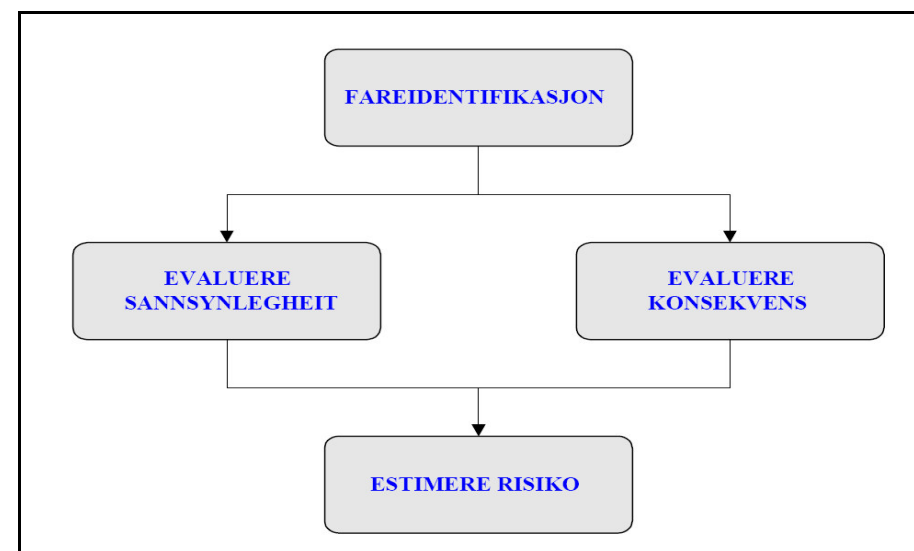 FAREIDENTIFIKASJON
EVALUERE
SANNSYNLEGHEIT
EVALUERE
KONSEKVENS
ESTIMERE RISIKO